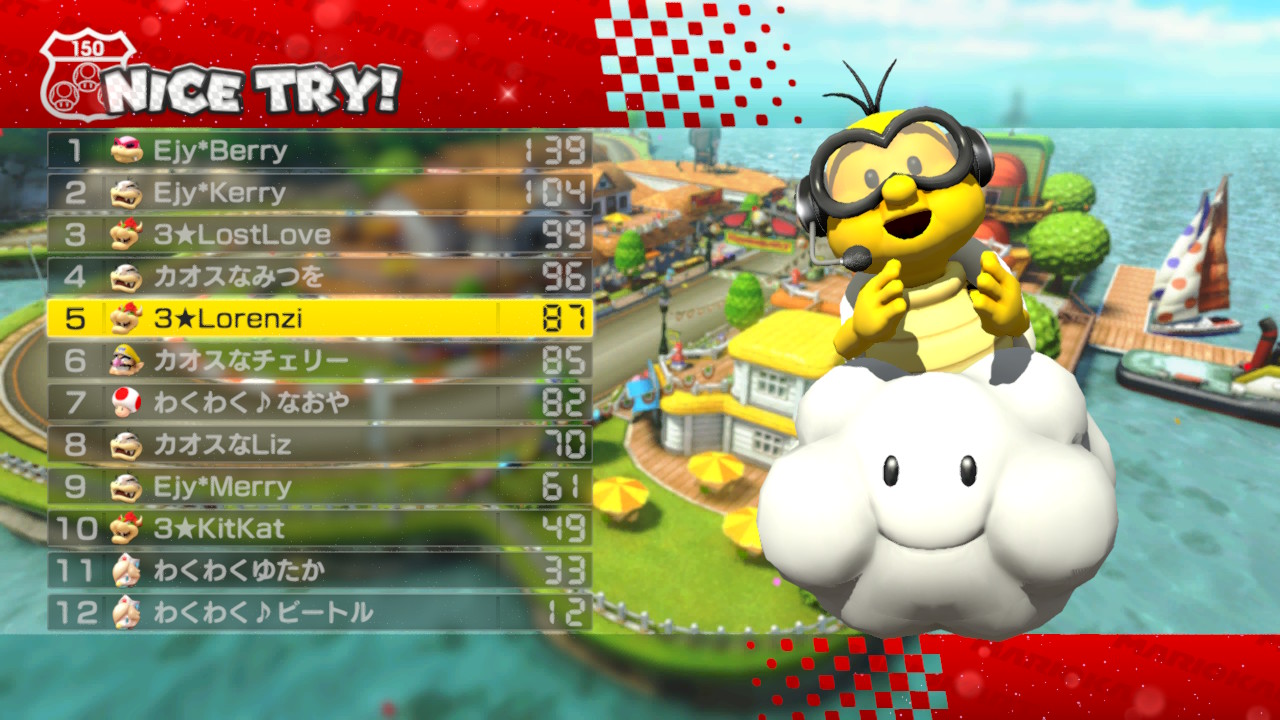 150
NICE TRY!
1 Ejy*Berry 139
2 Ejy*Kerry 104
3 3★LostLove 99
4 カオスなみつを 96
5 3★Lorenzi 87
6 カオスなチェリー 85
7 わくわく♪なおや 82
8 カオスなLiz 70
9 Ejy*Merry 61
10 3★KitKat 49
11 わくわくゆたか 33
12 わくわく♪ビートル 12